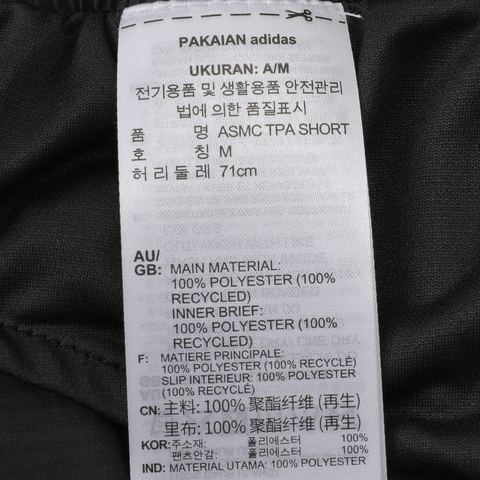 PAKAIAN adidas
UKURAN: A/M
전기용품 및 생활용품 안전관리
법에 의한 품질표시
품 명 ASMC TPA SHORT
호 칭 M
허 리 둘 레 71cm
AU/
GB: MAIN MATERIAL:
100% POLYESTER (100%
RECYCLED)
INNER BRIEF:
100% POLYESTER (100%
RECYCLED)
F: MATIERE PRINCIPALE:
100% POLYESTER (100% RECYCLÉ)
SLIP INTERIEUR: 100% POLYESTER
(100% RECYCLÉ)
CN: 主料: 100% 聚酯纤维 (再生)
里布: 100% 聚酯纤维 (再生)
KOR: 주소재: 폴리에스터 100%
팬츠안감: 폴리에스터 100%
IND: MATERIAL UTAMA: 100% POLYESTER